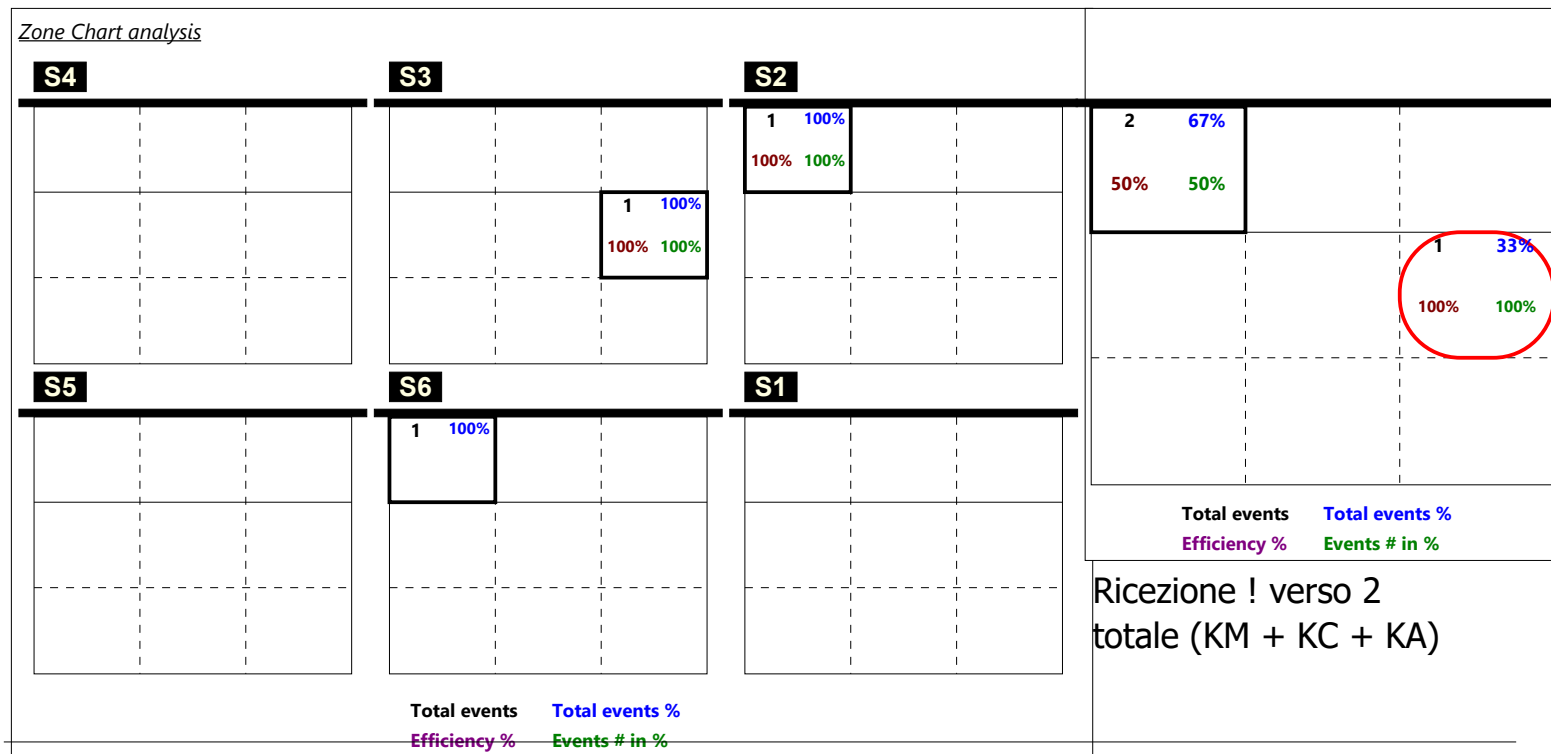 Zone Chart analysis
S4 S3 S2
1 100%
100% 100%
1 100%
100% 100%
2 67%
50% 50%
1 33%
100% 100%
S5 S6 S1
1 100%
Total events Total events %
Efficiency % Events # in %
Ricezione ! verso 2
totale (KM + KC + KA)
Total events Total events %
Efficiency % Events # in %